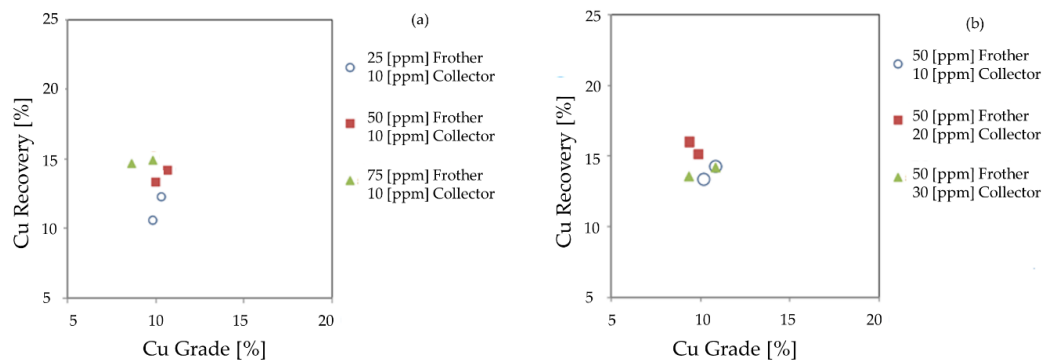 (a)
25
20
15
10
5
5
10
15
20
Cu Recovery [%]
Cu Grade [%]
25 [ppm] Frother
10 [ppm] Collector
50 [ppm] Frother
10 [ppm] Collector
75 [ppm] Frother
10 [ppm] Collector
(b)
25
20
15
10
5
5
10
15
20
Cu Recovery [%]
Cu Grade [%]
50 [ppm] Frother
10 [ppm] Collector
50 [ppm] Frother
20 [ppm] Collector
50 [ppm] Frother
30 [ppm] Collector